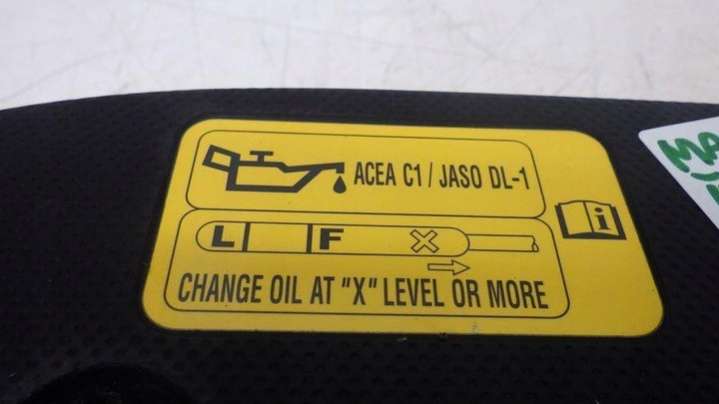 ACEA C1 / JASO DL-1
L F X
i
CHANGE OIL AT "X" LEVEL OR MORE